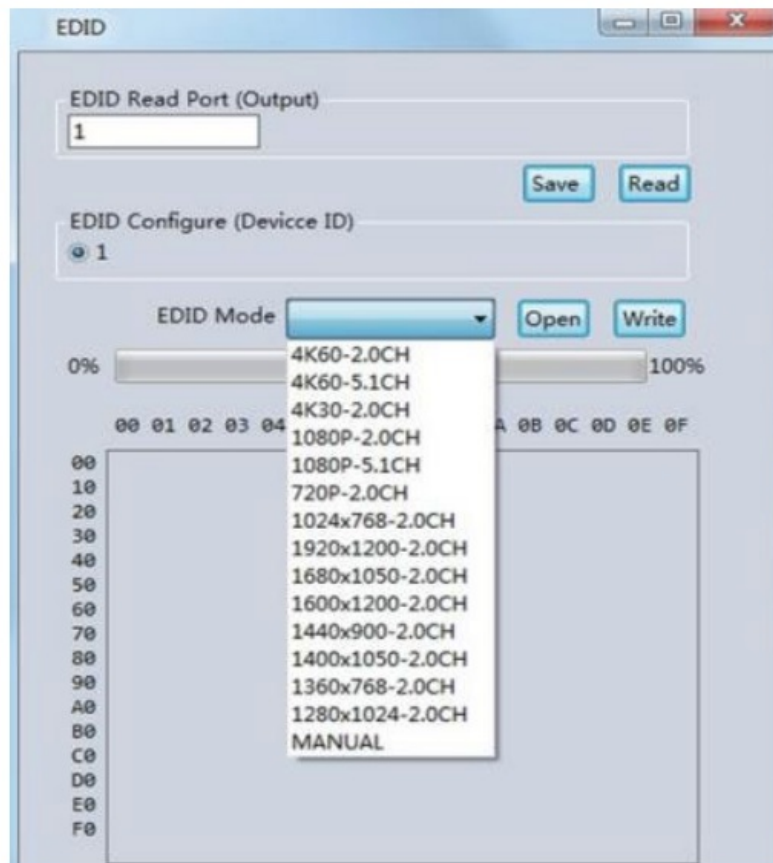 EDID
EDID Read Port (Output)
1
Save Read
EDID Configure (Devicce ID)
1
EDID Mode Open Write
4K60-2.0CH
0% 100%
4K60-5.1CH
4K30-2.0CH
00 01 02 03 04 A 0B 0C 0D 0E 0F
1080P-2.0CH
00
1080P-5.1CH
10
720P-2.0CH
20
1024x768-2.0CH
30
1920x1200-2.0CH
40
1680x1050-2.0CH
50
1600x1200-2.0CH
60
1440x900-2.0CH
70
1400x1050-2.0CH
80
1360x768-2.0CH
90
1280x1024-2.0CH
A0
MANUAL
B0
C0
D0
E0
F0